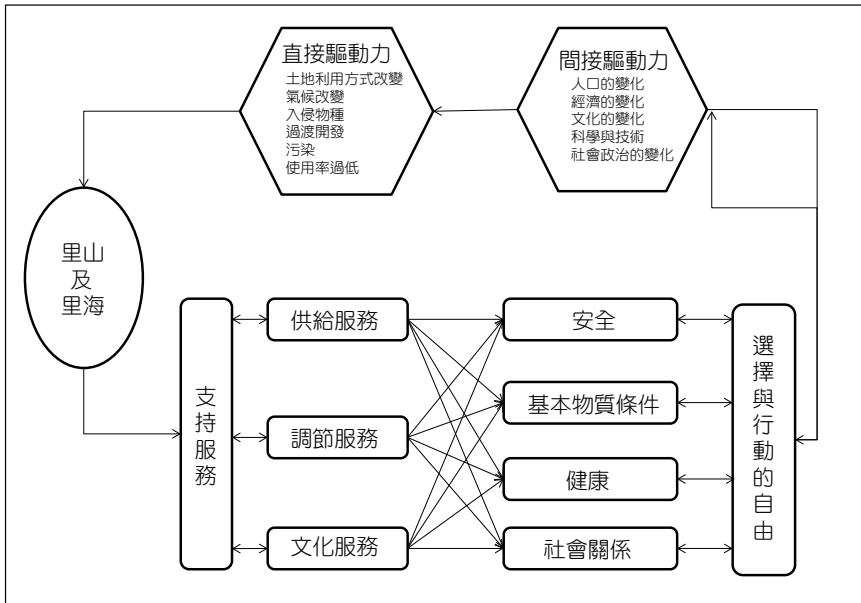 直接驅動力
土地利用方式改變
氣候改變
入侵物種
過渡開發
污染
使用率過低
間接驅動力
人口的變化
經濟的變化
文化的變化
科學與技術
社會政治的變化
里山
及
里海
支持服務
供給服務
調節服務
文化服務
安全
基本物質條件
健康
社會關係
選擇與行動的自由